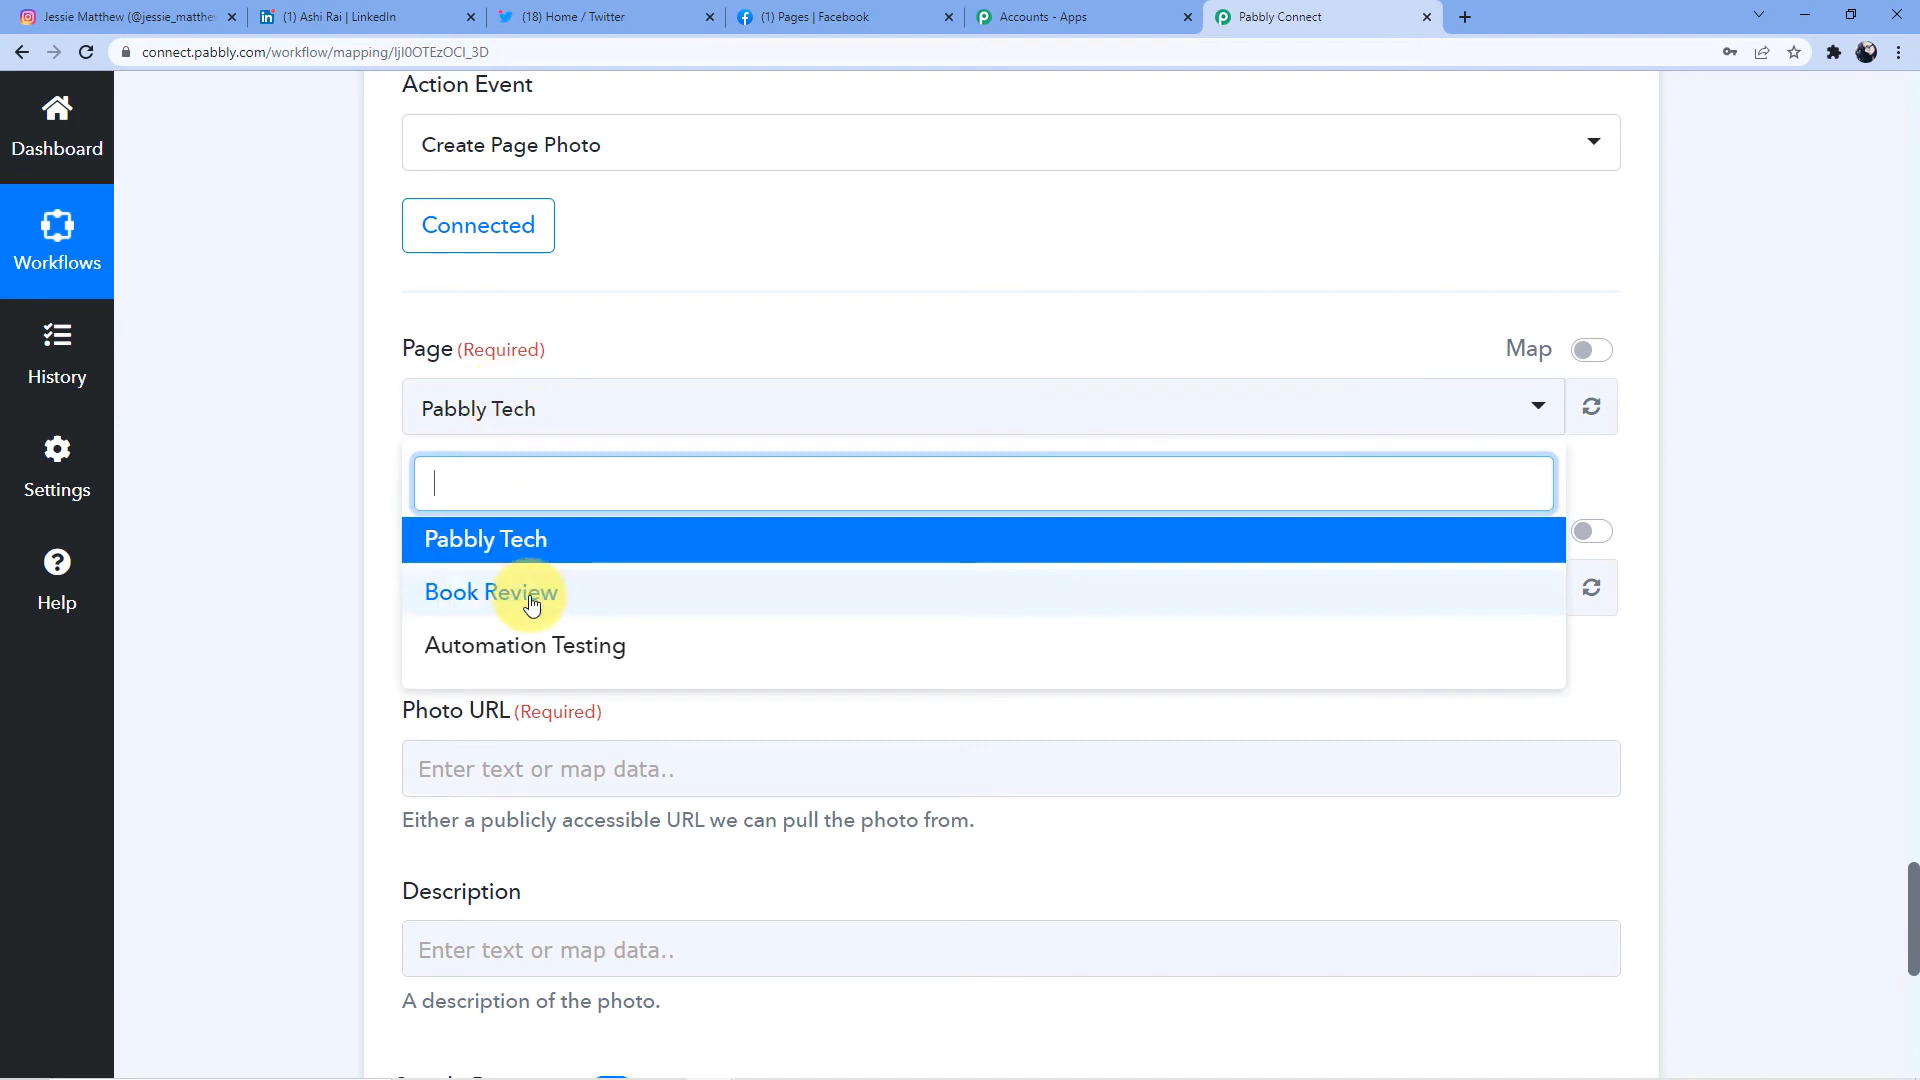 Jessie Matthew (@jessie_matthe
(1) Ashi Rai | LinkedIn
(18) Home / Twitter
(1) Pages | Facebook
Accounts - Apps
Pabbly Connect
connect.pabbly.com/workflow/mapping/IjI0OTEzOCI_3D
Dashboard
Workflows
History
Settings
Help
Action Event
Create Page Photo
Connected
Page (Required)
Map
Pabbly Tech
Pabbly Tech
Book Review
Automation Testing
Photo URL (Required)
Enter text or map data..
Either a publicly accessible URL we can pull the photo from.
Description
Enter text or map data..
A description of the photo.